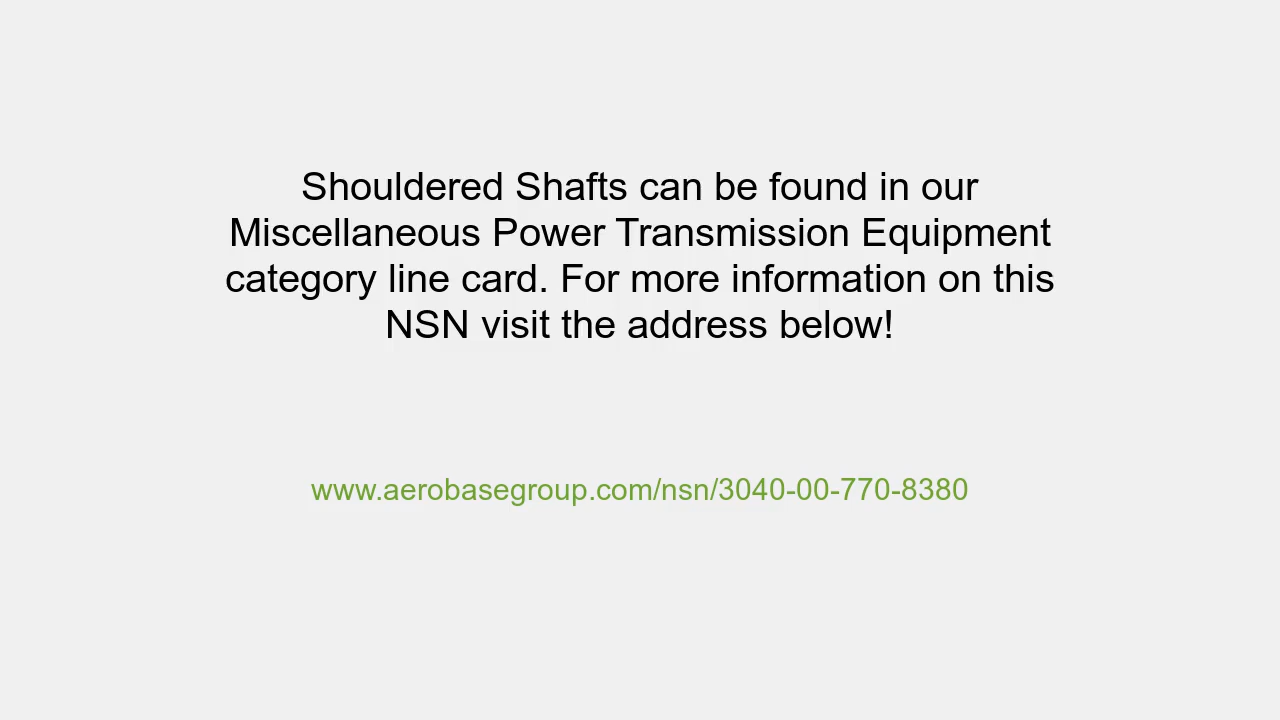 Shouldered Shafts can be found in our
Miscellaneous Power Transmission Equipment
category line card. For more information on this
NSN visit the address below!
www.aerobasegroup.com/nsn/3040-00-770-8380